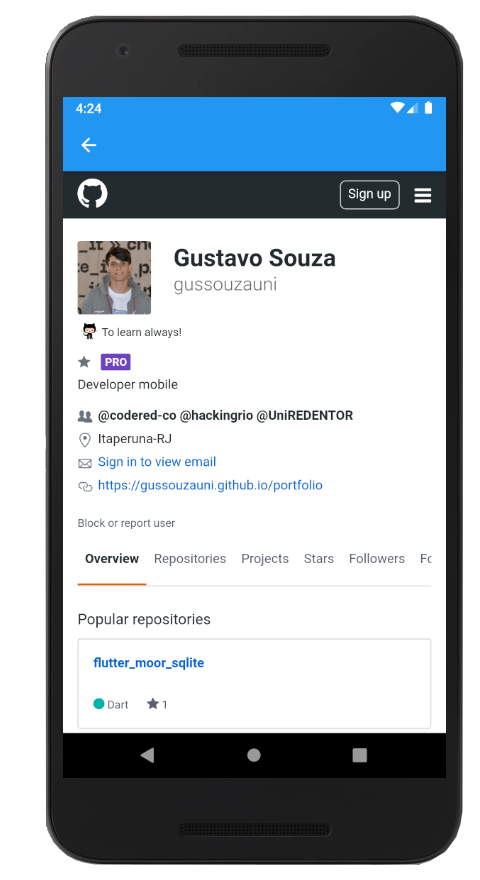 4:24
Sign up
Gustavo Souza
gussouzauni
To learn always!
PRO
Developer mobile
@codered-co @hackingrio @UniREDENTOR
Itaperuna-RJ
Sign in to view email
https://gussouzauni.github.io/portfolio
Block or report user
Overview Repositories Projects Stars Followers Fo
Popular repositories
flutter_moor_sqlite
Dart 1